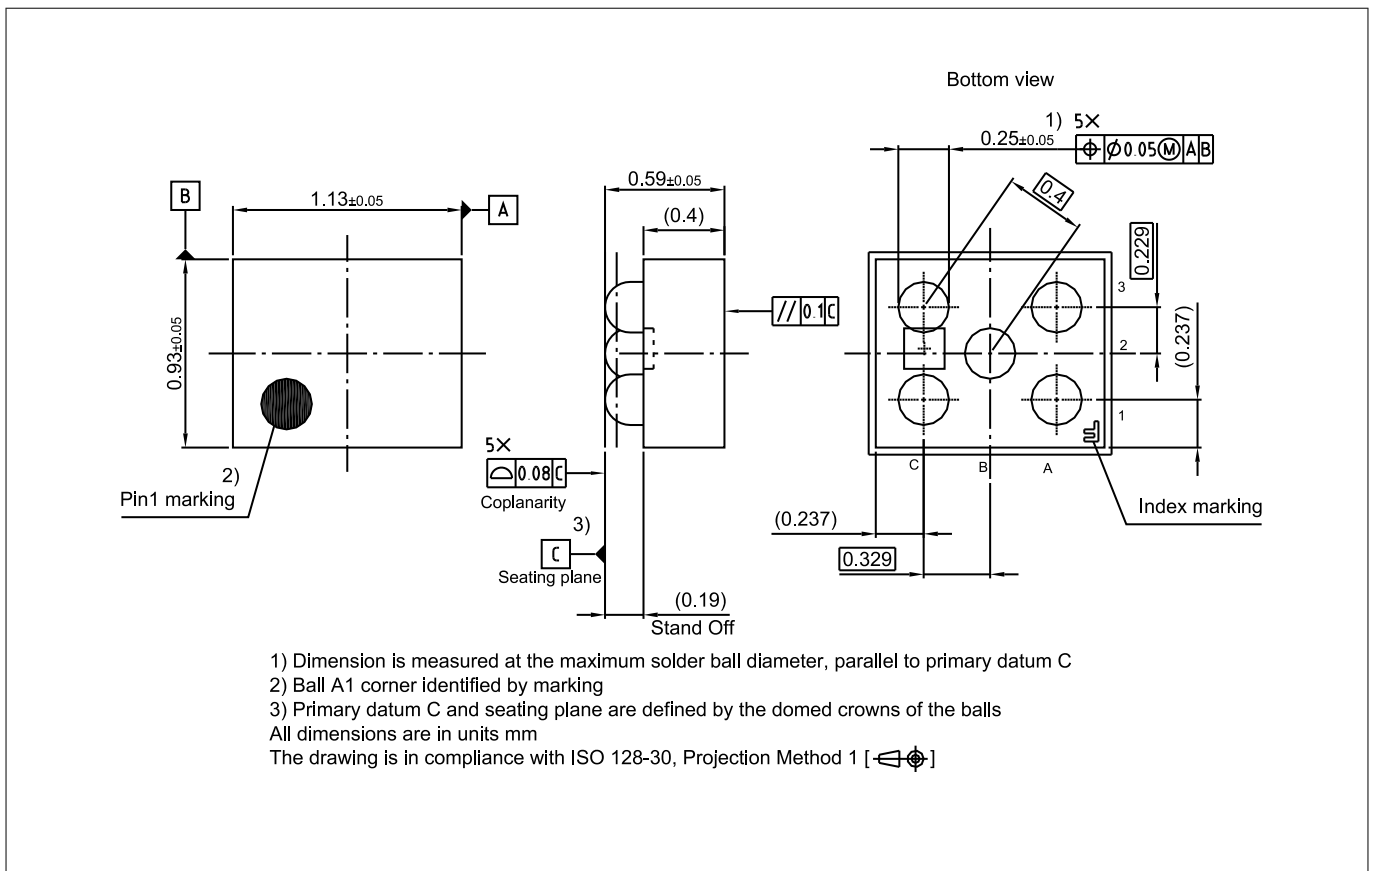 Bottom view
1) 5×
0.25±0.05
⌖ ⌀0.05Ⓜ A B
0.59±0.05
0.4
B
1.13±0.05
A
(0.4)
0.229
3
0.93±0.05
// 0.1 C
2
(0.237)
1
2)
Pin1 marking
5×
⌓ 0.08 C
Coplanarity
C
B
A
Index marking
(0.237)
3)
C
Seating plane
0.329
(0.19)
Stand Off
1) Dimension is measured at the maximum solder ball diameter, parallel to primary datum C
2) Ball A1 corner identified by marking
3) Primary datum C and seating plane are defined by the domed crowns of the balls
All dimensions are in units mm
The drawing is in compliance with ISO 128-30, Projection Method 1 [ ]